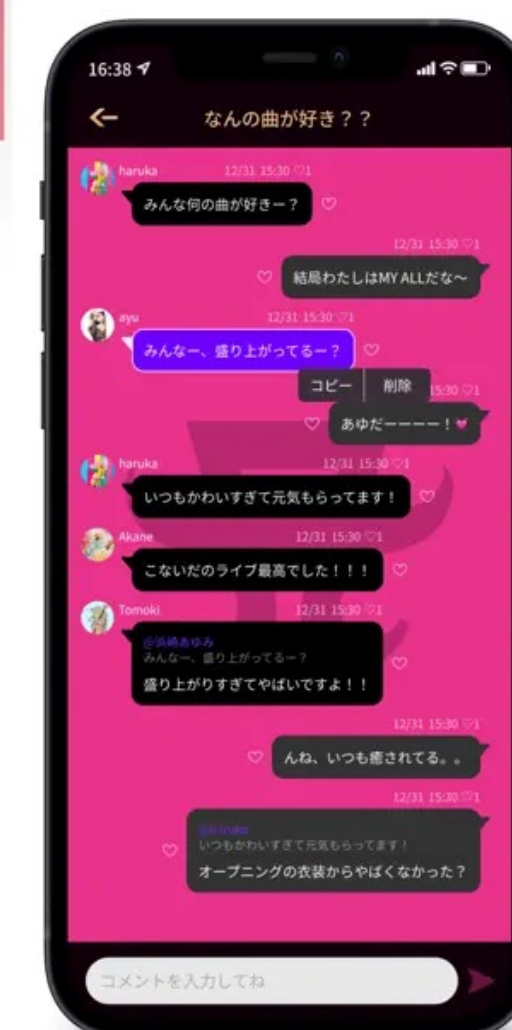 16:38
なんの曲が好き？？
haruka 12/31 15:30 ♡1
みんな何の曲が好きー？
12/31 15:30 ♡1
結局わたしはMY ALLだな〜
ayu 12/31 15:30 ♡1
みんなー、盛り上がってるー？
コピー 削除 15:30 ♡1
あゆだーーーー！💓
haruka 12/31 15:30 ♡1
いつもかわいすぎて元気もらってます！
Akane 12/31 15:30 ♡1
こないだのライブ最高でした！！！
Tomoki 12/31 15:30 ♡1
@浜崎あゆみ
みんなー、盛り上がってるー？
盛り上がりすぎてやばいですよ！！
12/31 15:30 ♡1
んね、いつも癒されてる。。
12/31 15:30 ♡1
いつもかわいすぎて元気もらってます！
オープニングの衣装からやばくなかった？
コメントを入力してね